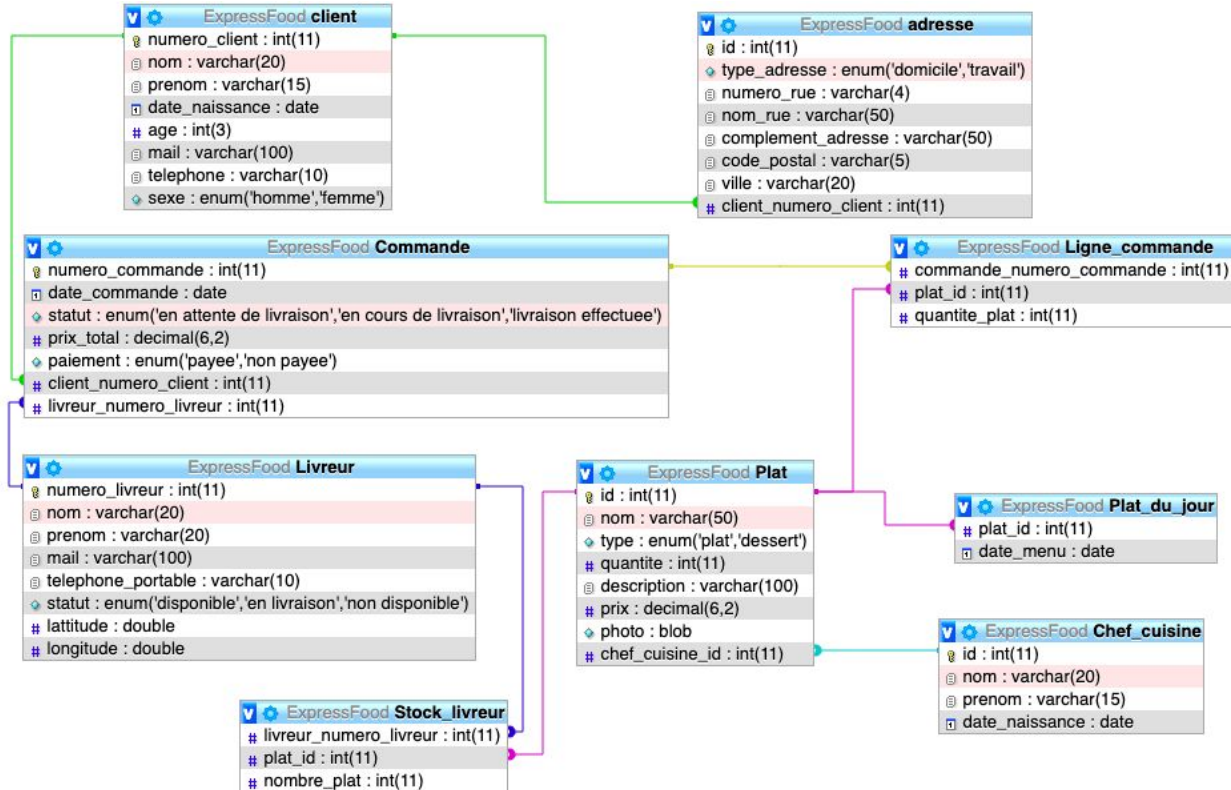 ExpressFood client
numero_client : int(11)
nom : varchar(20)
prenom : varchar(15)
date_naissance : date
age : int(3)
mail : varchar(100)
telephone : varchar(10)
sexe : enum('homme','femme')
ExpressFood adresse
id : int(11)
type_adresse : enum('domicile','travail')
numero_rue : varchar(4)
nom_rue : varchar(50)
complement_adresse : varchar(50)
code_postal : varchar(5)
ville : varchar(20)
client_numero_client : int(11)
ExpressFood Commande
numero_commande : int(11)
date_commande : date
statut : enum('en attente de livraison','en cours de livraison','livraison effectuee')
prix_total : decimal(6,2)
paiement : enum('payee','non payee')
client_numero_client : int(11)
livreur_numero_livreur : int(11)
ExpressFood Ligne_commande
commande_numero_commande : int(11)
plat_id : int(11)
quantite_plat : int(11)
ExpressFood Livreur
numero_livreur : int(11)
nom : varchar(20)
prenom : varchar(20)
mail : varchar(100)
telephone_portable : varchar(10)
statut : enum('disponible','en livraison','non disponible')
lattitude : double
longitude : double
ExpressFood Plat
id : int(11)
nom : varchar(50)
type : enum('plat','dessert')
quantite : int(11)
description : varchar(100)
prix : decimal(6,2)
photo : blob
chef_cuisine_id : int(11)
ExpressFood Plat_du_jour
plat_id : int(11)
date_menu : date
ExpressFood Chef_cuisine
id : int(11)
nom : varchar(20)
prenom : varchar(15)
date_naissance : date
ExpressFood Stock_livreur
livreur_numero_livreur : int(11)
plat_id : int(11)
nombre_plat : int(11)